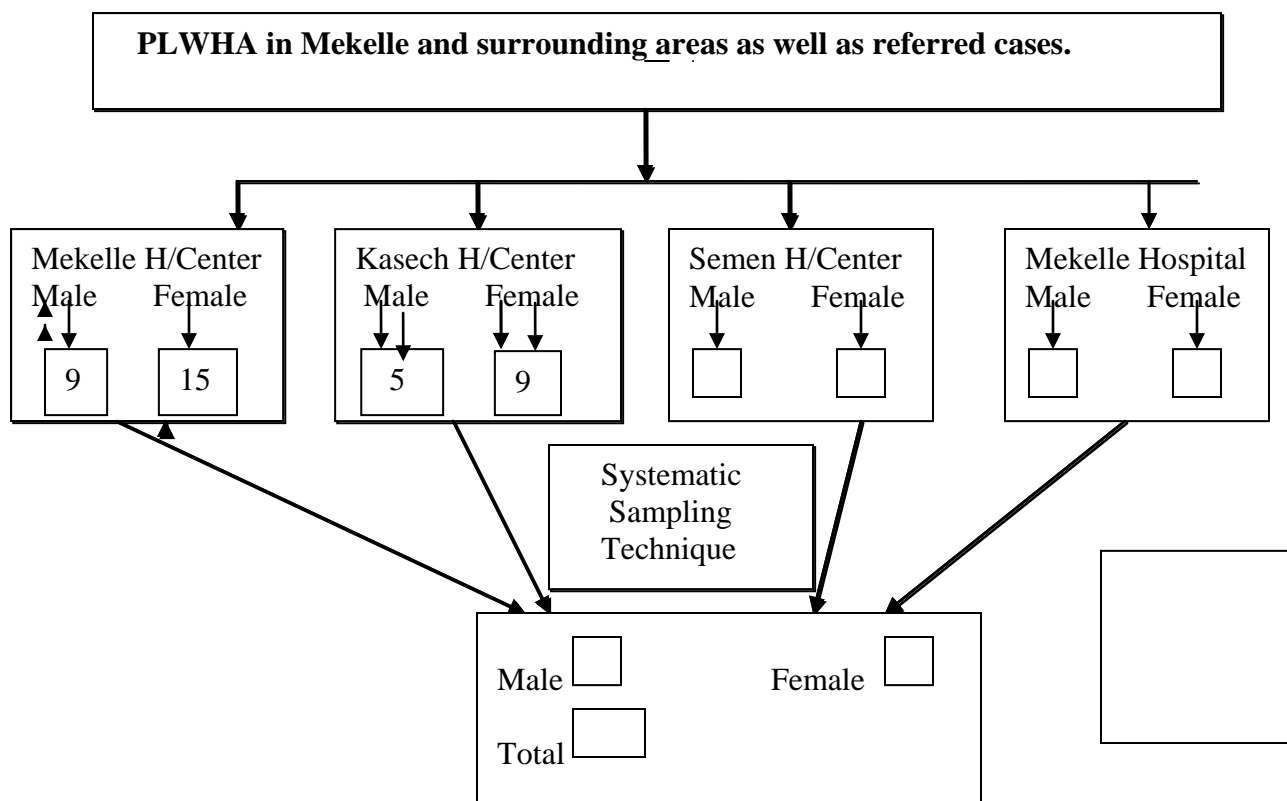 PLWHA in Mekelle and surrounding areas as well as referred cases.
Mekelle H/Center
Male Female
9 15
Kasech H/Center
Male Female
5 9
Semen H/Center
Male Female
Mekelle Hospital
Male Female
Systematic
Sampling
Technique
Male Female
Total